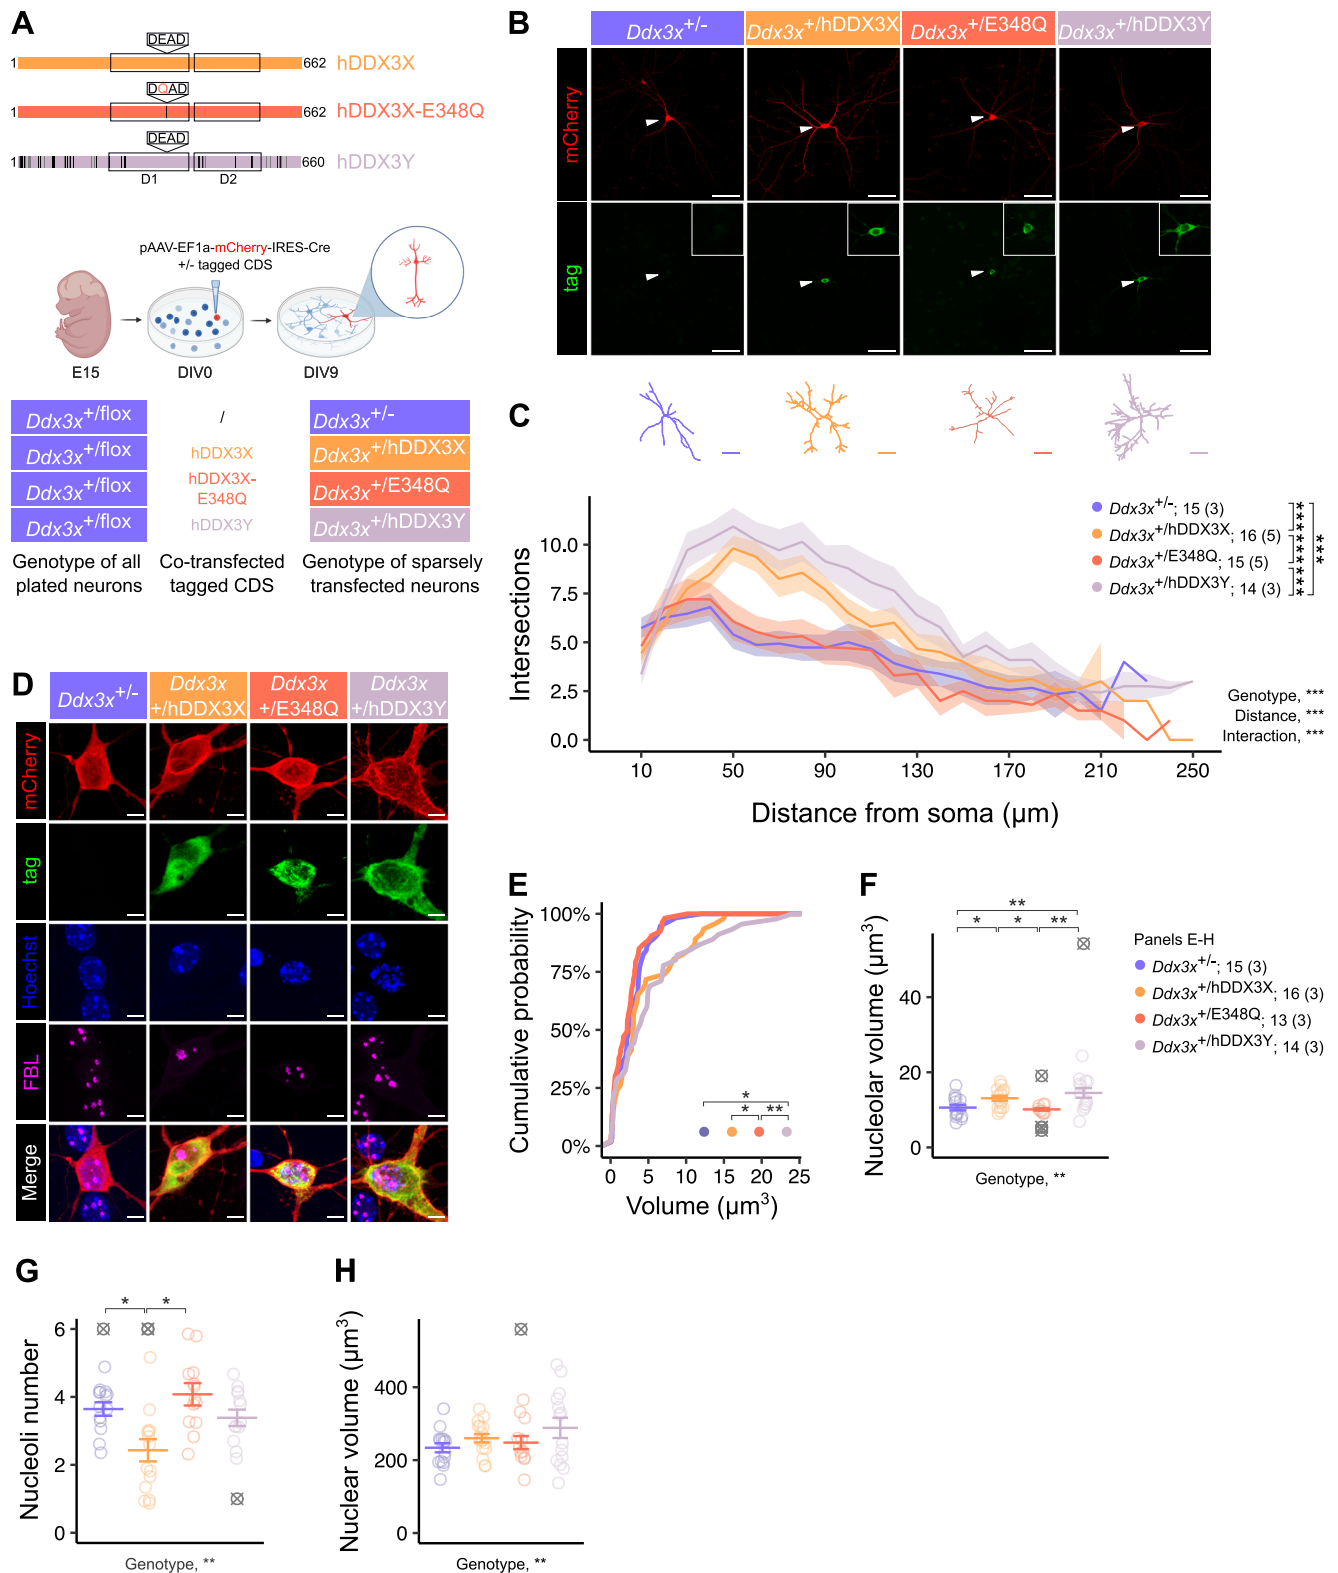 A
DEAD
1 662 hDDX3X
DQAD
1 662 hDDX3X-E348Q
DEAD
1 660 hDDX3Y
D1 D2
pAAV-EF1a-mCherry-IRES-Cre
+/- tagged CDS
E15 DIV0 DIV9
Ddx3x+/flox / Ddx3x+/-
Ddx3x+/flox hDDX3X Ddx3x+/hDDX3X
Ddx3x+/flox hDDX3X-E348Q Ddx3x+/E348Q
Ddx3x+/flox hDDX3Y Ddx3x+/hDDX3Y
Genotype of all plated neurons
Co-transfected tagged CDS
Genotype of sparsely transfected neurons
B
Ddx3x+/- Ddx3x+/hDDX3X Ddx3x+/E348Q Ddx3x+/hDDX3Y
mCherry
tag
C
Ddx3x+/-; 15 (3)
Ddx3x+/hDDX3X; 16 (5)
Ddx3x+/E348Q; 15 (5)
Ddx3x+/hDDX3Y; 14 (3)
*** *** *** ***
Intersections
10.0
7.5
5.0
2.5
0.0
10 50 90 130 170 210 250
Distance from soma (µm)
Genotype, ***
Distance, ***
Interaction, ***
D
Ddx3x+/- Ddx3x+/hDDX3X Ddx3x+/E348Q Ddx3x+/hDDX3Y
mCherry
tag
Hoechst
FBL
Merge
E
Cumulative probability
100%
75%
50%
25%
0%
*
* **
0 5 10 15 20 25
Volume (µm3)
F
Nucleolar volume (µm3)
**
* * **
40
20
0
Genotype, **
Panels E-H
Ddx3x+/-; 15 (3)
Ddx3x+/hDDX3X; 16 (3)
Ddx3x+/E348Q; 13 (3)
Ddx3x+/hDDX3Y; 14 (3)
G
Nucleoli number
* *
6
4
2
0
Genotype, **
H
Nuclear volume (µm3)
400
200
0
Genotype, **